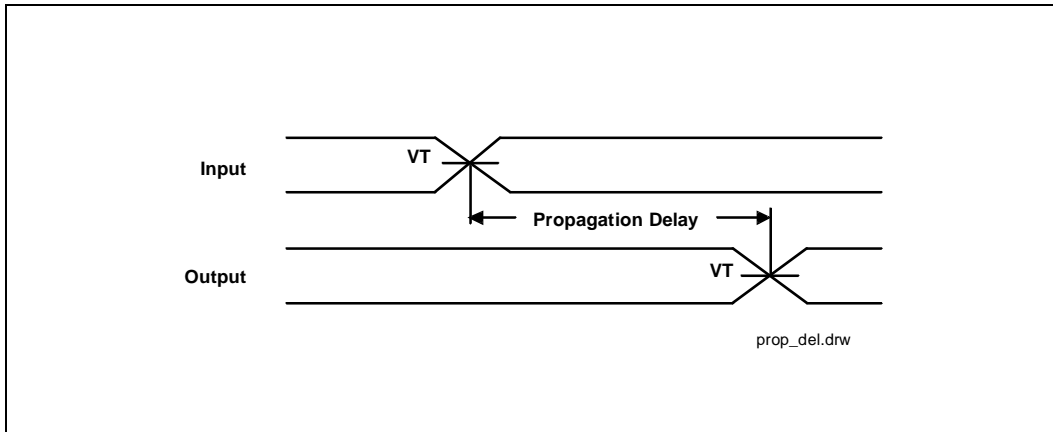 VT
Input
Propagation Delay
VT
Output
prop_del.drw